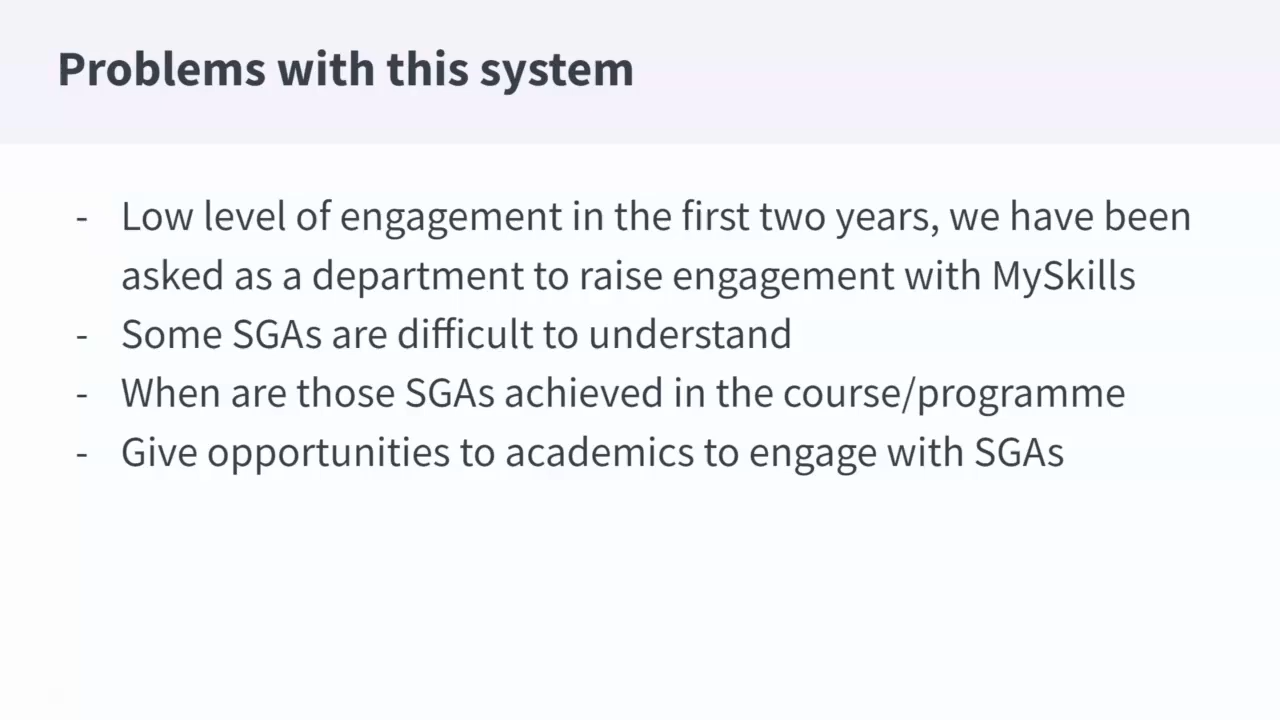 Problems with this system
- Low level of engagement in the first two years, we have been
asked as a department to raise engagement with MySkills
- Some SGAs are difficult to understand
- When are those SGAs achieved in the course/programme
- Give opportunities to academics to engage with SGAs